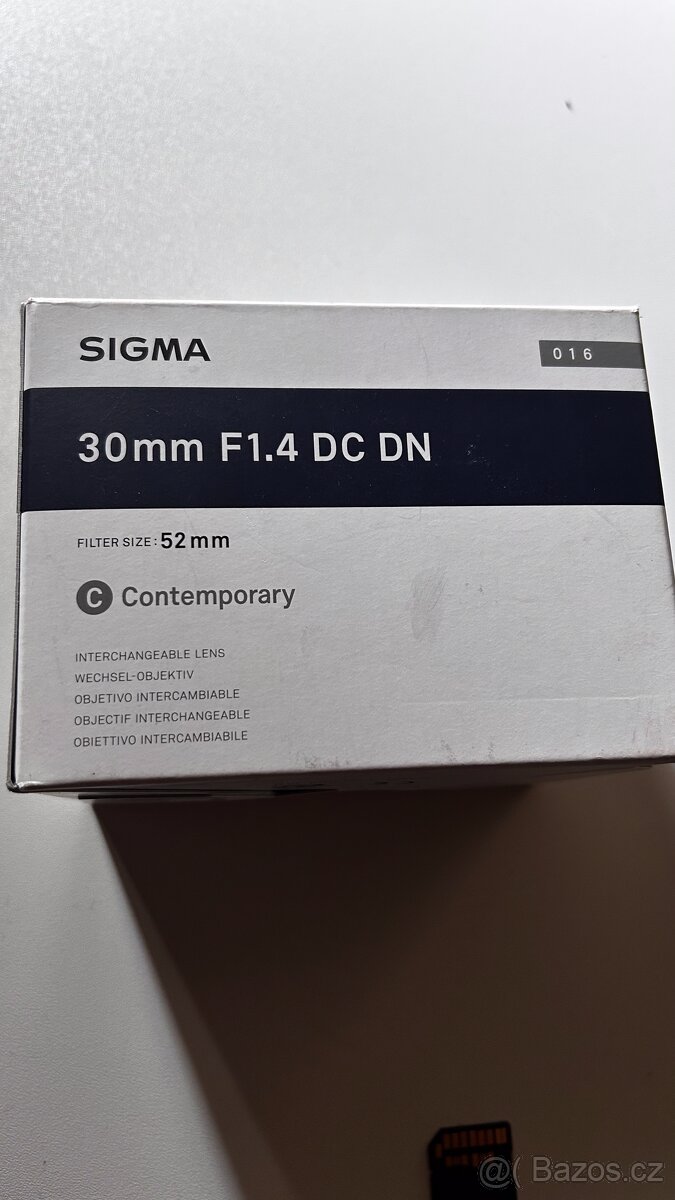 SIGMA
016
30mm F1.4 DC DN
FILTER SIZE: 52mm
C Contemporary
INTERCHANGEABLE LENS
WECHSEL-OBJEKTIV
OBJETIVO INTERCAMBIABLE
OBJECTIF INTERCHANGEABLE
OBIETTIVO INTERCAMBIABILE
Bazos.cz